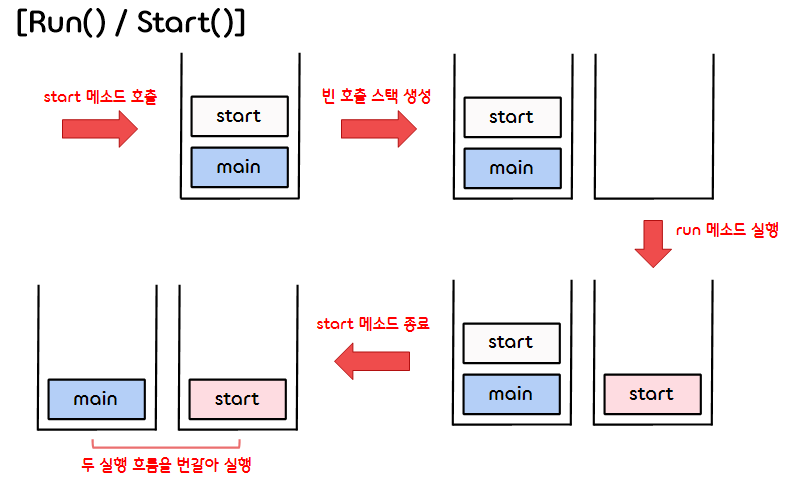 [Run() / Start()]
start 메소드 호출
start
main
빈 호출 스택 생성
start
main
run 메소드 실행
start
main
start
start 메소드 종료
main
start
두 실행 흐름을 번갈아 실행